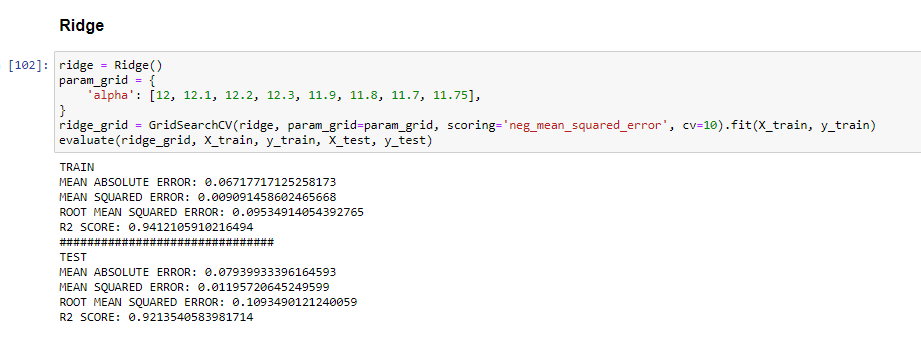 Ridge
[102]: ridge = Ridge()
param_grid = {
    'alpha': [12, 12.1, 12.2, 12.3, 11.9, 11.8, 11.7, 11.75],
}
ridge_grid = GridSearchCV(ridge, param_grid=param_grid, scoring='neg_mean_squared_error', cv=10).fit(X_train, y_train)
evaluate(ridge_grid, X_train, y_train, X_test, y_test)
TRAIN
MEAN ABSOLUTE ERROR: 0.06717717125258173
MEAN SQUARED ERROR: 0.009091458602465668
ROOT MEAN SQUARED ERROR: 0.09534914054392765
R2 SCORE: 0.9412105910216494
###############################
TEST
MEAN ABSOLUTE ERROR: 0.07939933396164593
MEAN SQUARED ERROR: 0.01195720645249599
ROOT MEAN SQUARED ERROR: 0.1093490121240059
R2 SCORE: 0.9213540583981714